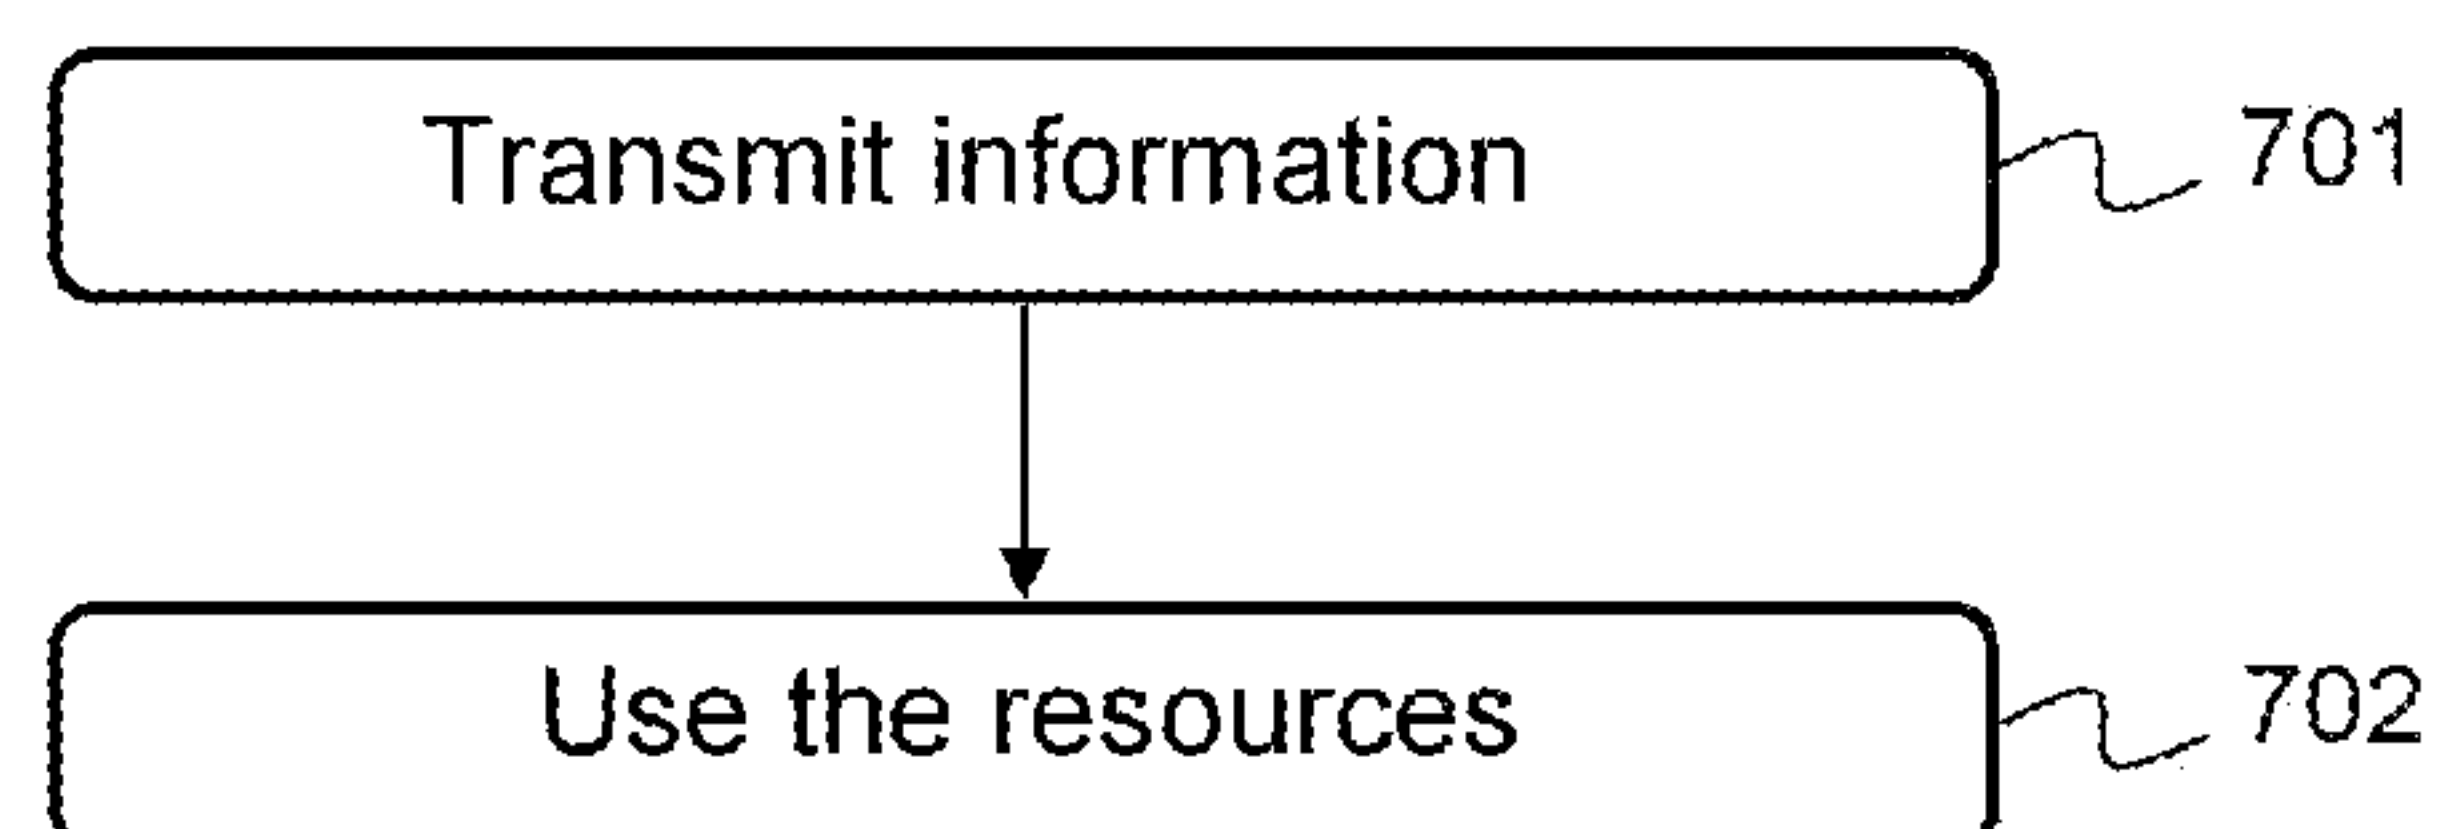 Transmit information
701
Use the resources
702